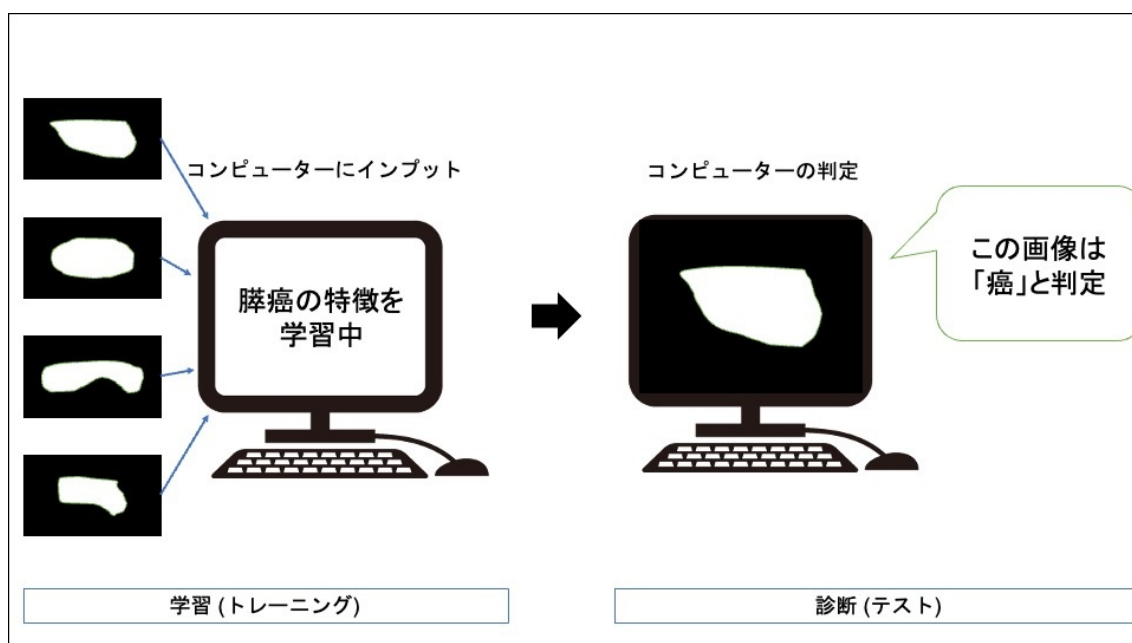 コンピューターにインプット
膵癌の特徴を
学習中
コンピューターの判定
この画像は
「癌」と判定
学習 (トレーニング)
診断 (テスト)